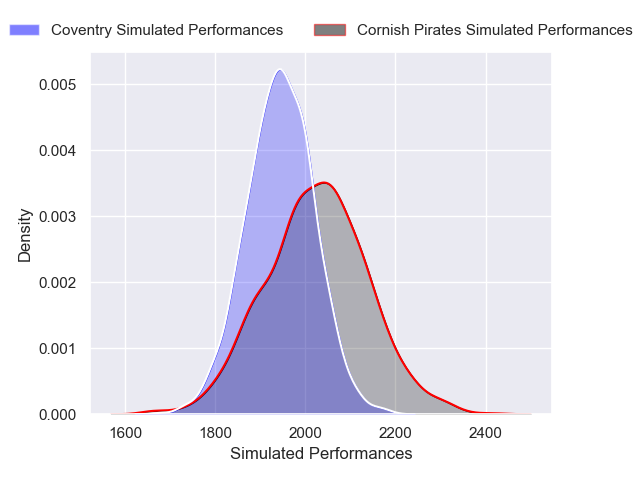 Coventry Simulated Performances
Cornish Pirates Simulated Performances
0.005
0.004
0.003
0.002
0.001
0.000
Density
1600
1800
2000
2200
2400
Simulated Performances